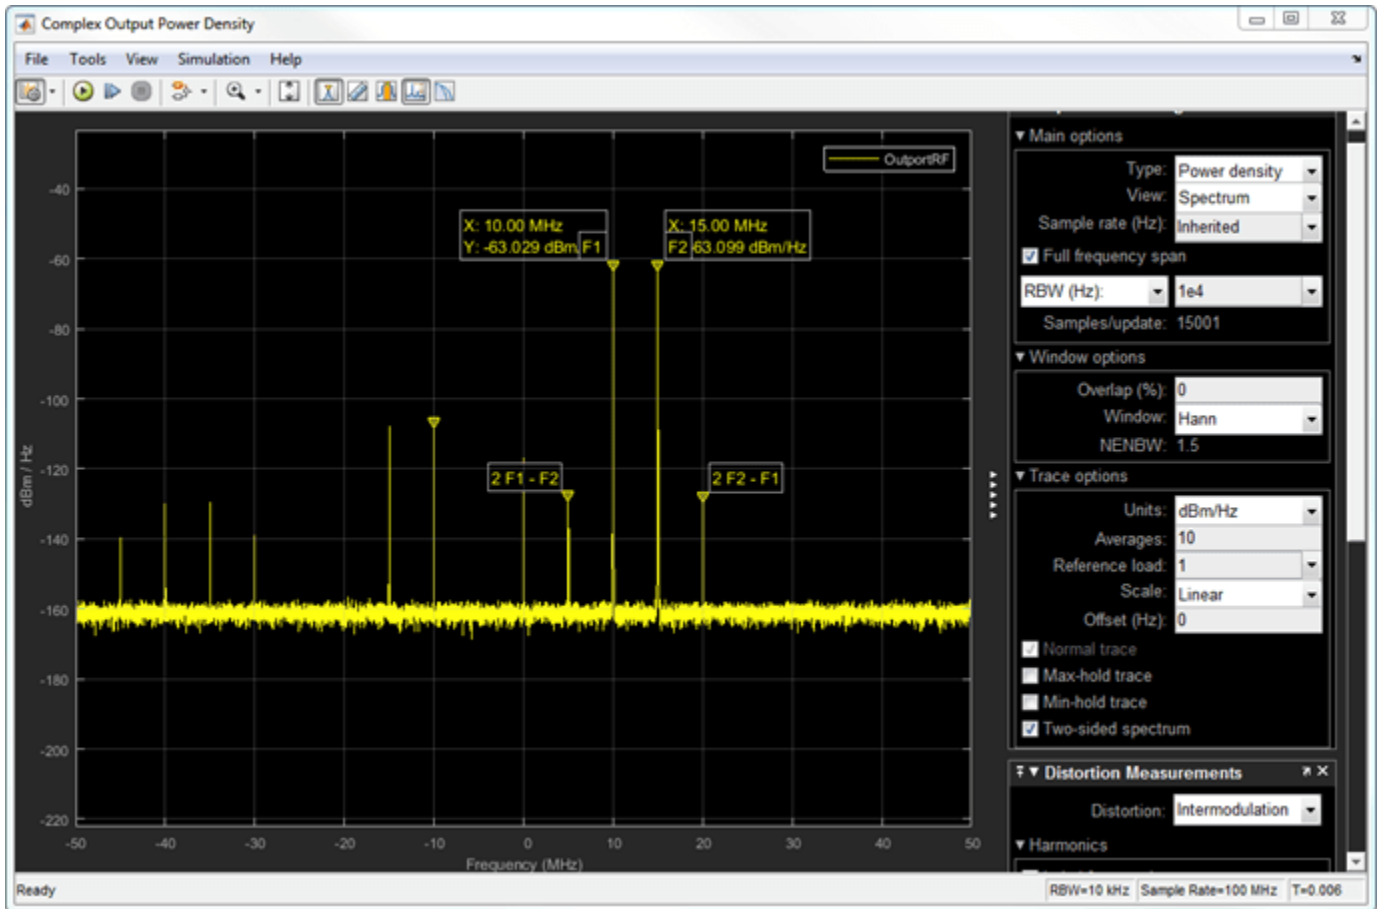 Complex Output Power Density
File Tools View Simulation Help
OutportRF
X: 10.00 MHz
Y: -63.029 dBm F1
X: 15.00 MHz
F2 63.099 dBm/Hz
2 F1 - F2
2 F2 - F1
-40
-60
-80
-100
-120
-140
-160
-180
-200
-220
dBm / Hz
-50 -40 -30 -20 -10 0 10 20 30 40 50
Frequency (MHz)
▼ Main options
Type: Power density
View: Spectrum
Sample rate (Hz): Inherited
Full frequency span
RBW (Hz): 1e4
Samples/update: 15001
▼ Window options
Overlap (%): 0
Window: Hann
NENBW: 1.5
▼ Trace options
Units: dBm/Hz
Averages: 10
Reference load: 1
Scale: Linear
Offset (Hz): 0
Normal trace
Max-hold trace
Min-hold trace
Two-sided spectrum
▼ Distortion Measurements
Distortion: Intermodulation
▼ Harmonics
Ready
RBW=10 kHz Sample Rate=100 MHz T=0.006